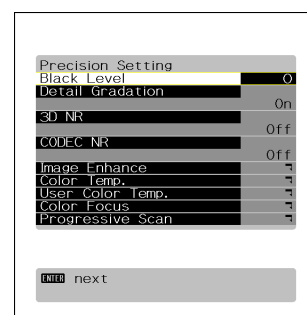 Precision Setting
Black Level 0
Detail Gradation
On
3D NR
Off
CODEC NR
Off
Image Enhance
Color Temp.
User Color Temp.
Color Focus
Progressive Scan
ENTER next